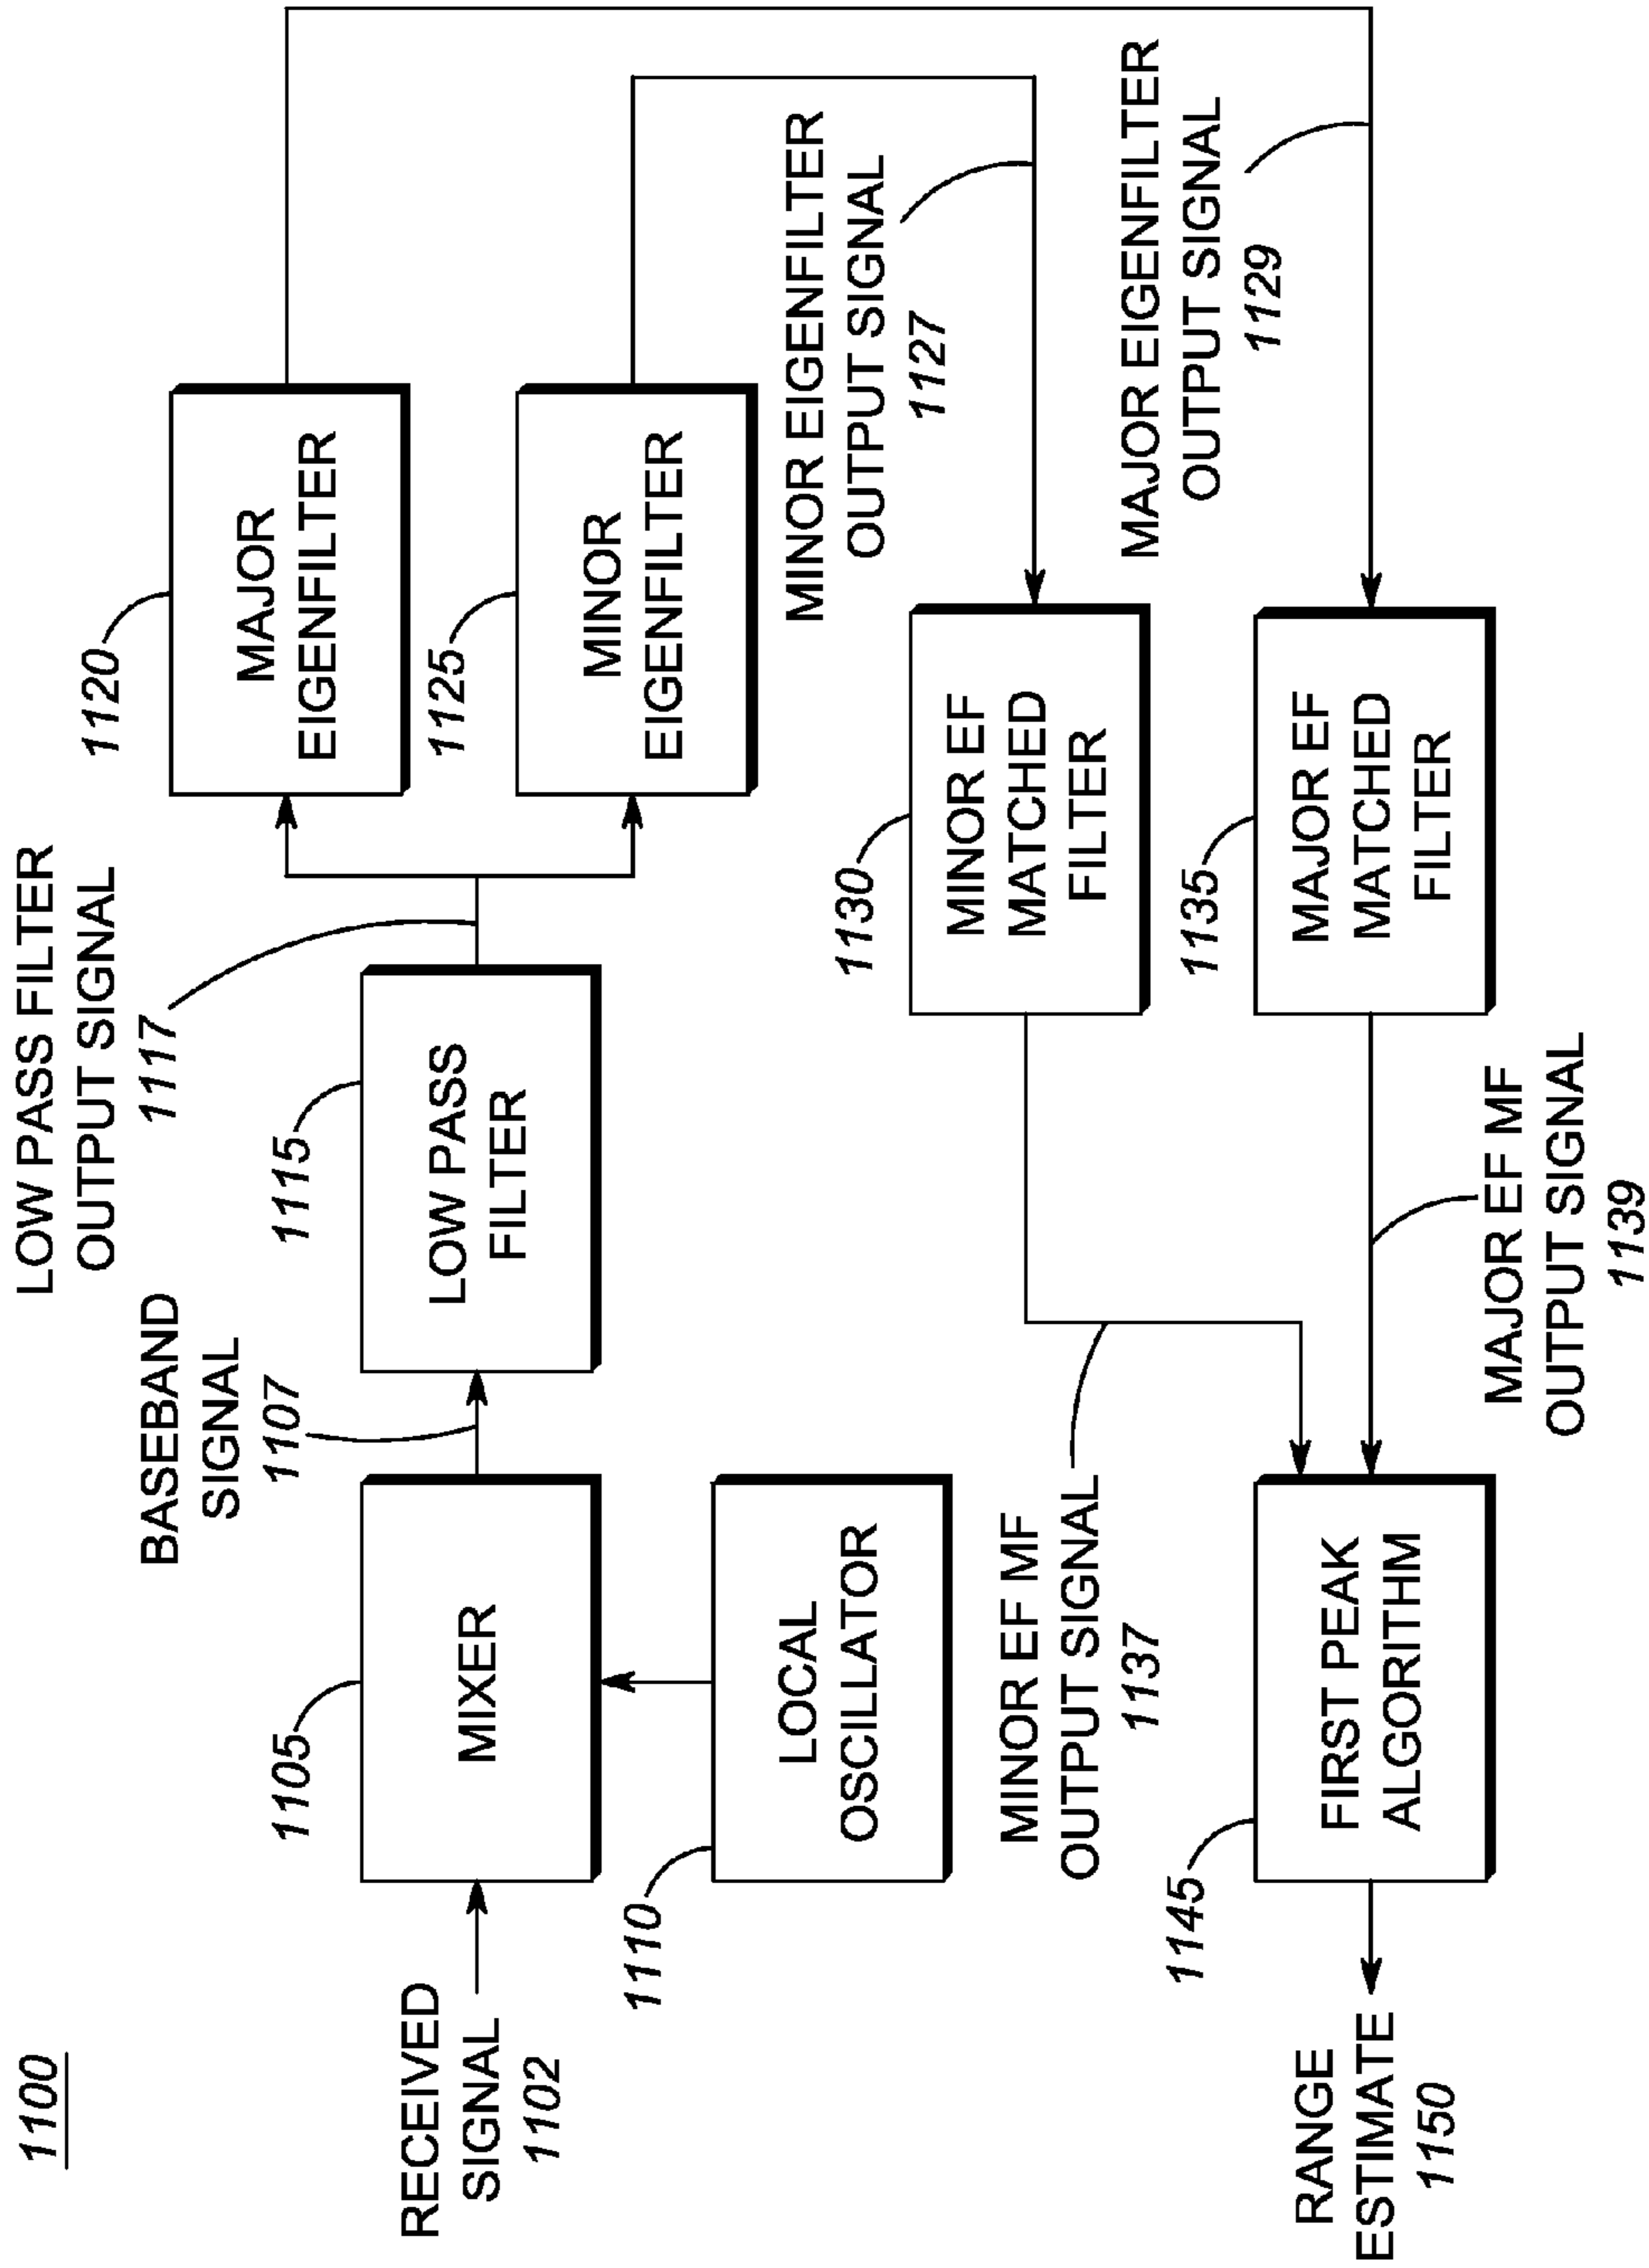 1100
LOW PASS FILTER
OUTPUT SIGNAL
1117
BASEBAND
SIGNAL
1107
RECEIVED
SIGNAL
1102
1105
MIXER
1110
LOCAL
OSCILLATOR
1115
LOW PASS
FILTER
1120
MAJOR
EIGENFILTER
1125
MINOR
EIGENFILTER
MINOR EIGENFILTER
OUTPUT SIGNAL
1127
MAJOR EIGENFILTER
OUTPUT SIGNAL
1129
1130
MINOR EF
MATCHED
FILTER
1135
MAJOR EF
MATCHED
FILTER
MINOR EF MF
OUTPUT SIGNAL
1137
MAJOR EF MF
OUTPUT SIGNAL
1139
1145
FIRST PEAK
ALGORITHM
RANGE
ESTIMATE
1150